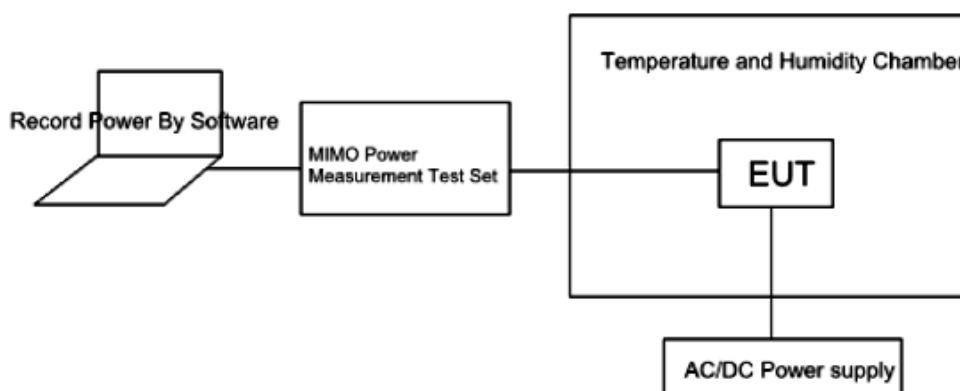 Temperature and Humidity Chamber
Record Power By Software
MIMO Power
Measurement Test Set
EUT
AC/DC Power supply